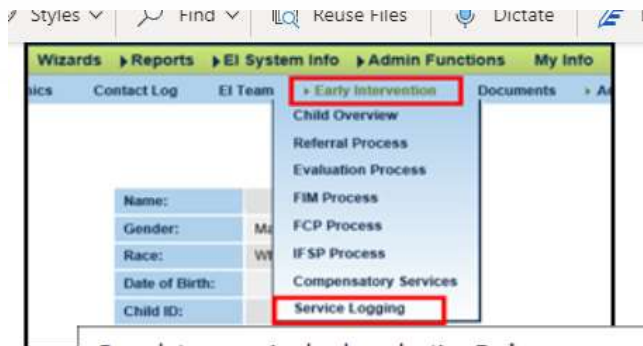 Styles Find Reuse Files Dictate
Wizards Reports EI System Info Admin Functions My Info
Contact Log EI Team Early Intervention Documents
Child Overview
Referral Process
Evaluation Process
Name: FIM Process
Gender: Ma FCP Process
Race: IFSP Process
Date of Birth: Compensatory Services
Child ID: Service Logging